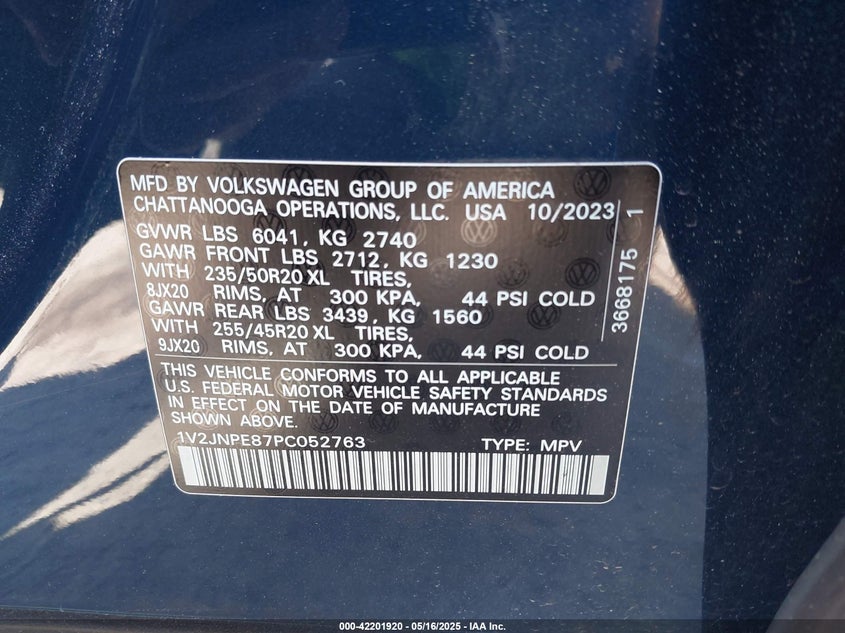 MFD BY VOLKSWAGEN GROUP OF AMERICA
CHATTANOOGA OPERATIONS, LLC. USA 10/2023
GVWR LBS 6041, KG 2740
GAWR FRONT LBS 2712, KG 1230
WITH 235/50R20 XL TIRES,
8JX20 RIMS, AT 300 KPA, 44 PSI COLD
GAWR REAR LBS 3439, KG 1560
WITH 255/45R20 XL TIRES,
9JX20 RIMS, AT 300 KPA, 44 PSI COLD
THIS VEHICLE CONFORMS TO ALL APPLICABLE
U.S. FEDERAL MOTOR VEHICLE SAFETY STANDARDS
IN EFFECT ON THE DATE OF MANUFACTURE
SHOWN ABOVE.
1V2JNPE87PC052763 TYPE: MPV
3668175 1
000-42201920 - 05/16/2025 - IAA Inc.